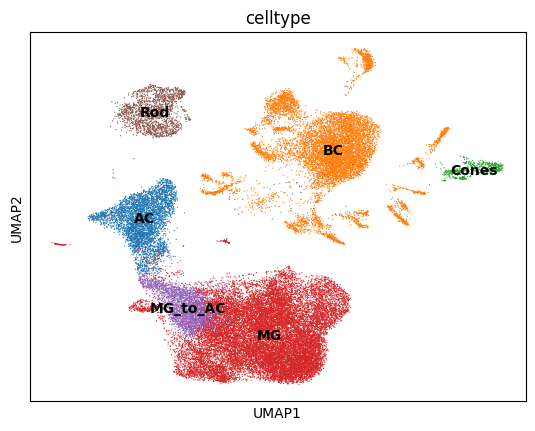 celltype
Rod
BC
Cones
AC
MG_to_AC
MG
UMAP2
UMAP1